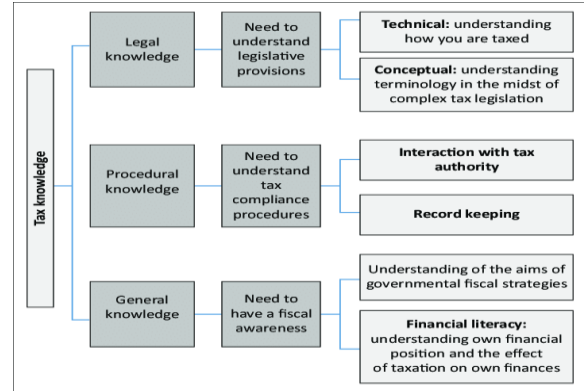 Tax knowledge
Legal
knowledge
Need to
understand
legislative
provisions
Technical: understanding
how you are taxed
Conceptual: understanding
terminology in the midst of
complex tax legislation
Procedural
knowledge
Need to
understand
tax
compliance
procedures
Interaction with tax
authority
Record keeping
General
knowledge
Need to
have a fiscal
awareness
Understanding of the aims of
governmental fiscal strategies
Financial literacy:
understanding own financial
position and the effect
of taxation on own finances